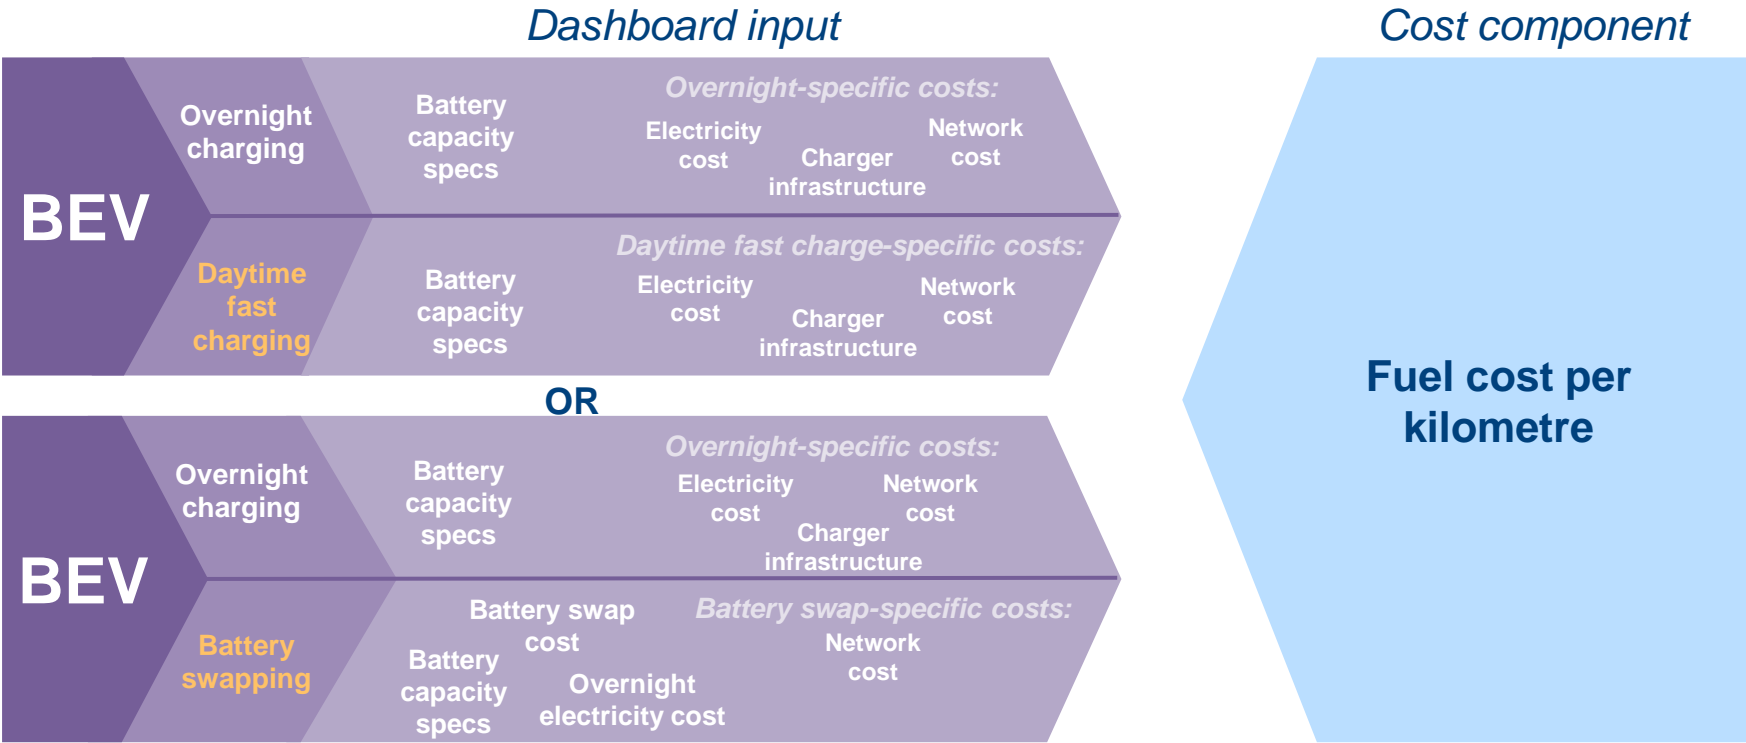 Dashboard input
Cost component
BEV
Overnight
charging
Battery
capacity
specs
Overnight-specific costs:
Electricity
cost
Charger
infrastructure
Network
cost
Daytime
fast
charging
Battery
capacity
specs
Daytime fast charge-specific costs:
Electricity
cost
Charger
infrastructure
Network
cost
OR
BEV
Overnight
charging
Battery
capacity
specs
Overnight-specific costs:
Electricity
cost
Charger
infrastructure
Network
cost
Battery
swapping
Battery swap
cost
Battery
capacity
specs
Overnight
electricity cost
Battery swap-specific costs:
Network
cost
Fuel cost per
kilometre